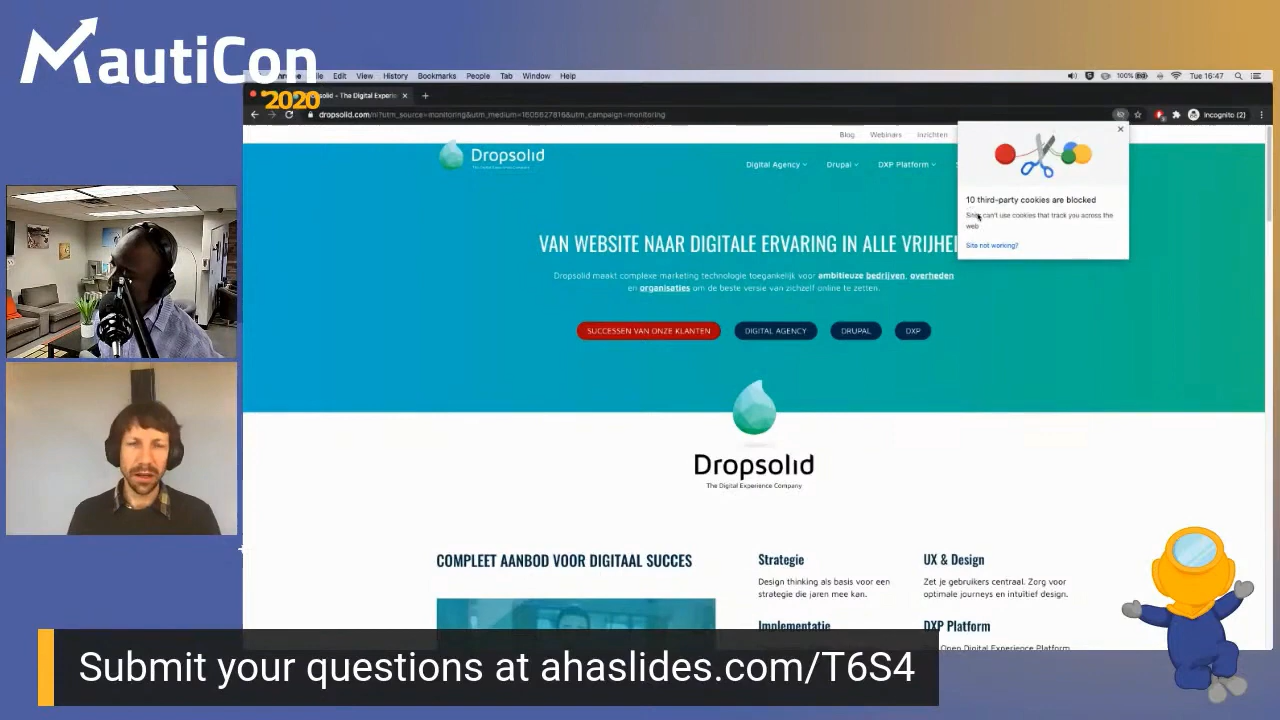 MautiCon
2020
Edit View History Bookmarks People Tab Window Help
100%
Tue 16:47
Dropsolid - The Digital Experie
dropsolid.com/nl?utm_source=monitoring&utm_medium=1605627816&utm_campaign=monitoring
Incognito (2)
Blog Webinars Inzichten
Dropsolid
Digital Agency Drupal DXP Platform
10 third-party cookies are blocked
Sites can't use cookies that track you across the
web
Site not working?
VAN WEBSITE NAAR DIGITALE ERVARING IN ALLE VRIJHEI
Dropsolid maakt complexe marketing technologie toegankelijk voor ambitieuze bedrijven, overheden
en organisaties om de beste versie van zichzelf online te zetten.
SUCCESSEN VAN ONZE KLANTEN DIGITAL AGENCY DRUPAL DXP
Dropsolid
The Digital Experience Company
COMPLEET AANBOD VOOR DIGITAAL SUCCES
Strategie
Design thinking als basis voor een
strategie die jaren mee kan.
Implementatie
UX & Design
Zet je gebruikers centraal. Zorg voor
optimale journeys en intuïtief design.
DXP Platform
Open Digital Experience Platform
Submit your questions at ahaslides.com/T6S4